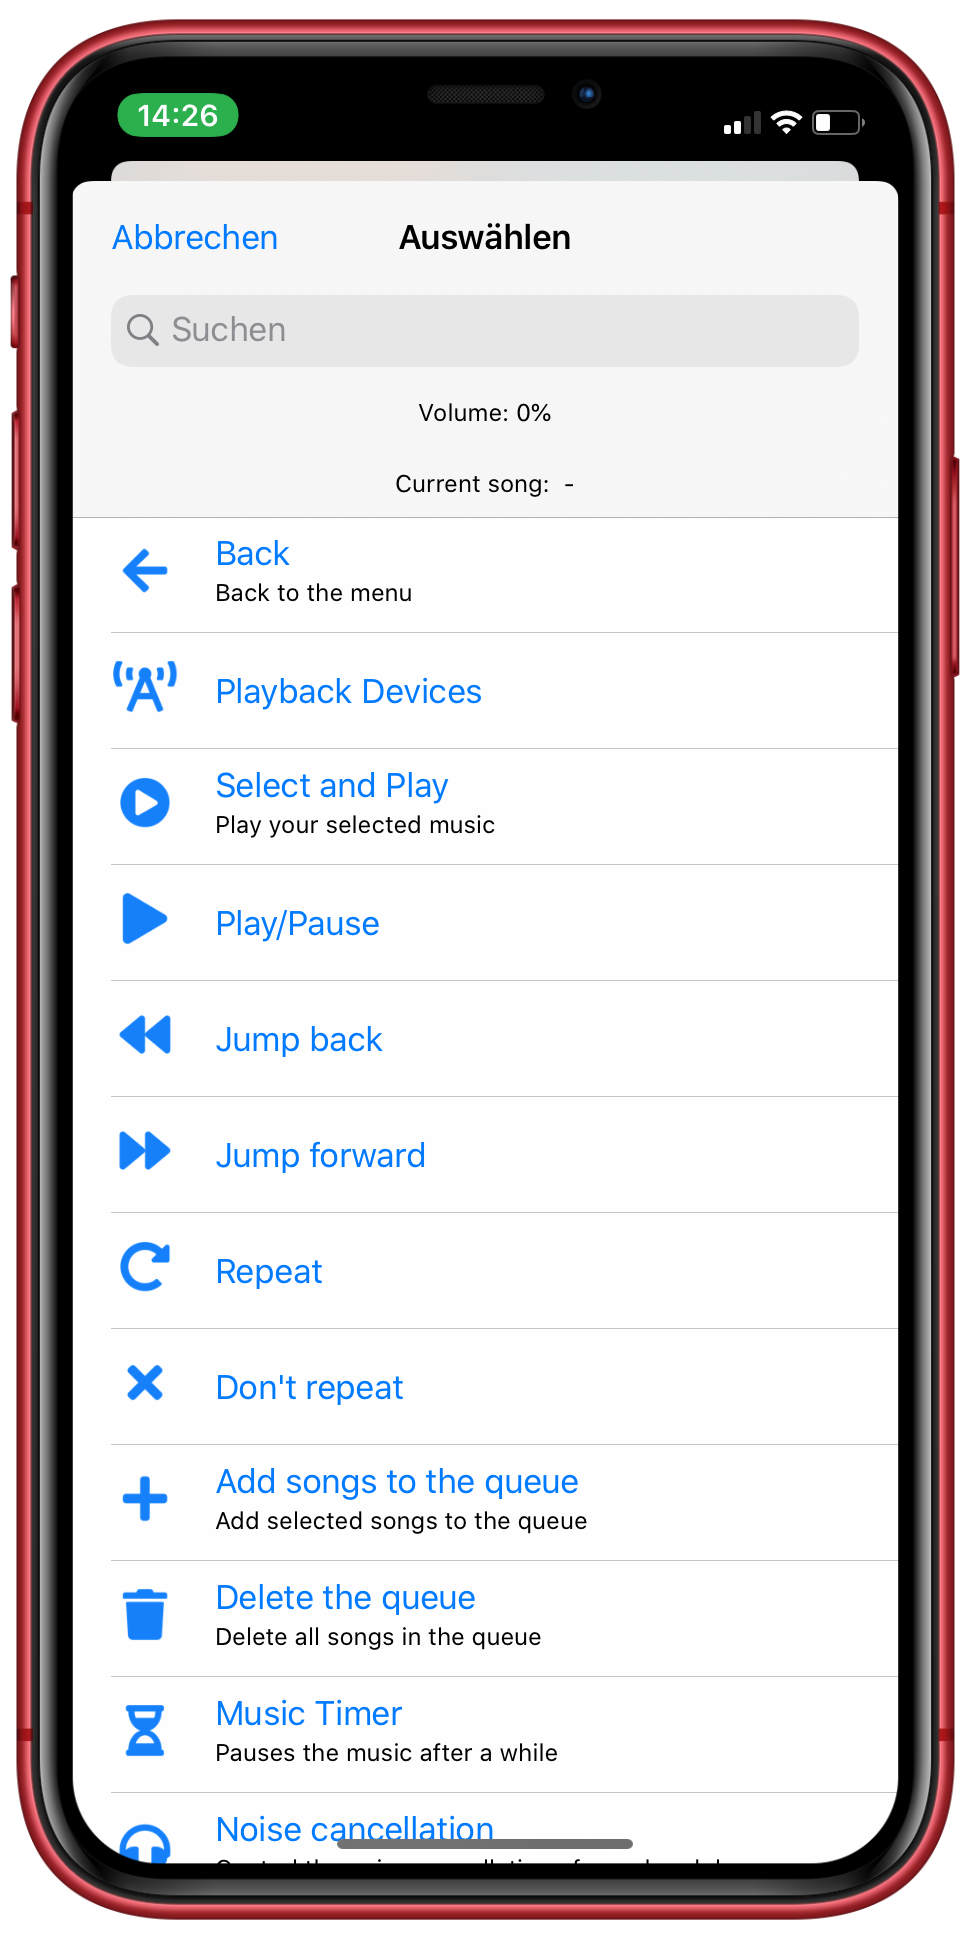 14:26
Abbrechen
Auswählen
Suchen
Volume: 0%
Current song: -
Back
Back to the menu
Playback Devices
Select and Play
Play your selected music
Play/Pause
Jump back
Jump forward
Repeat
Don't repeat
Add songs to the queue
Add selected songs to the queue
Delete the queue
Delete all songs in the queue
Music Timer
Pauses the music after a while
Noise cancellation